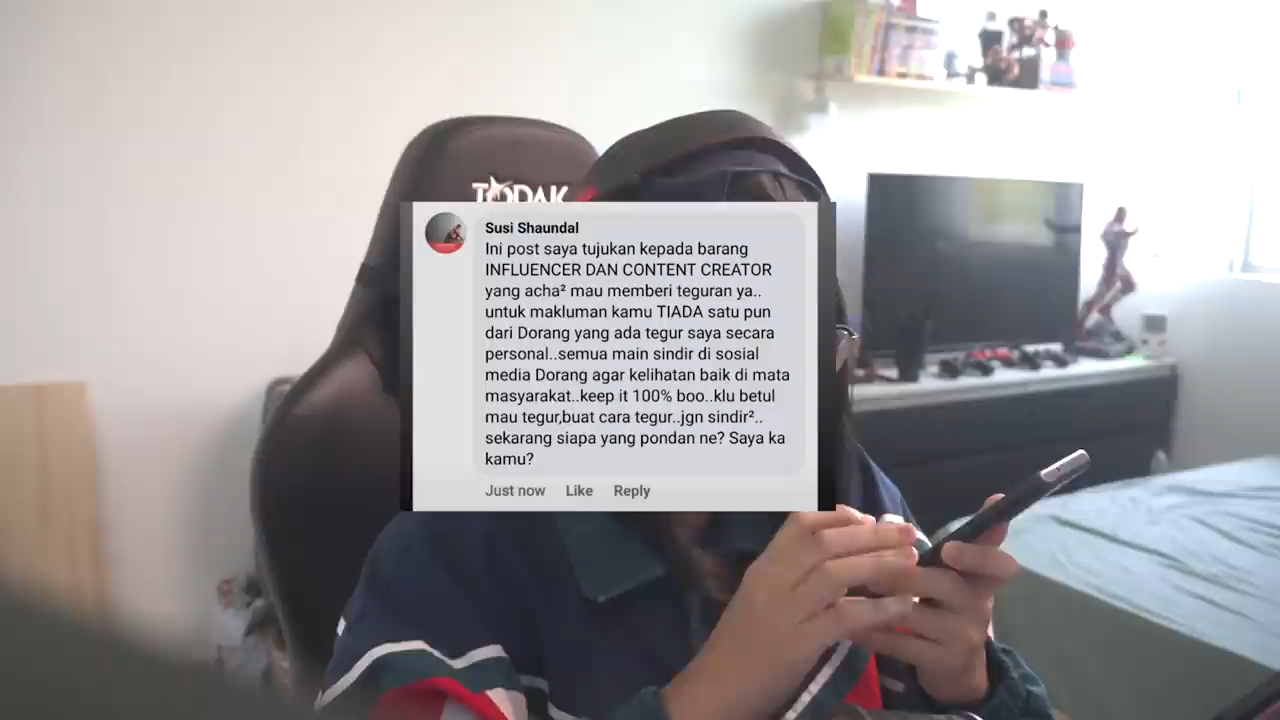 TODAK
Susi Shaundal
Ini post saya tujukan kepada barang
INFLUENCER DAN CONTENT CREATOR
yang acha² mau memberi teguran ya..
untuk makluman kamu TIADA satu pun
dari Dorang yang ada tegur saya secara
personal..semua main sindir di sosial
media Dorang agar kelihatan baik di mata
masyarakat..keep it 100% boo..klu betul
mau tegur,buat cara tegur..jgn sindir²..
sekarang siapa yang pondan ne? Saya ka
kamu?
Just now Like Reply